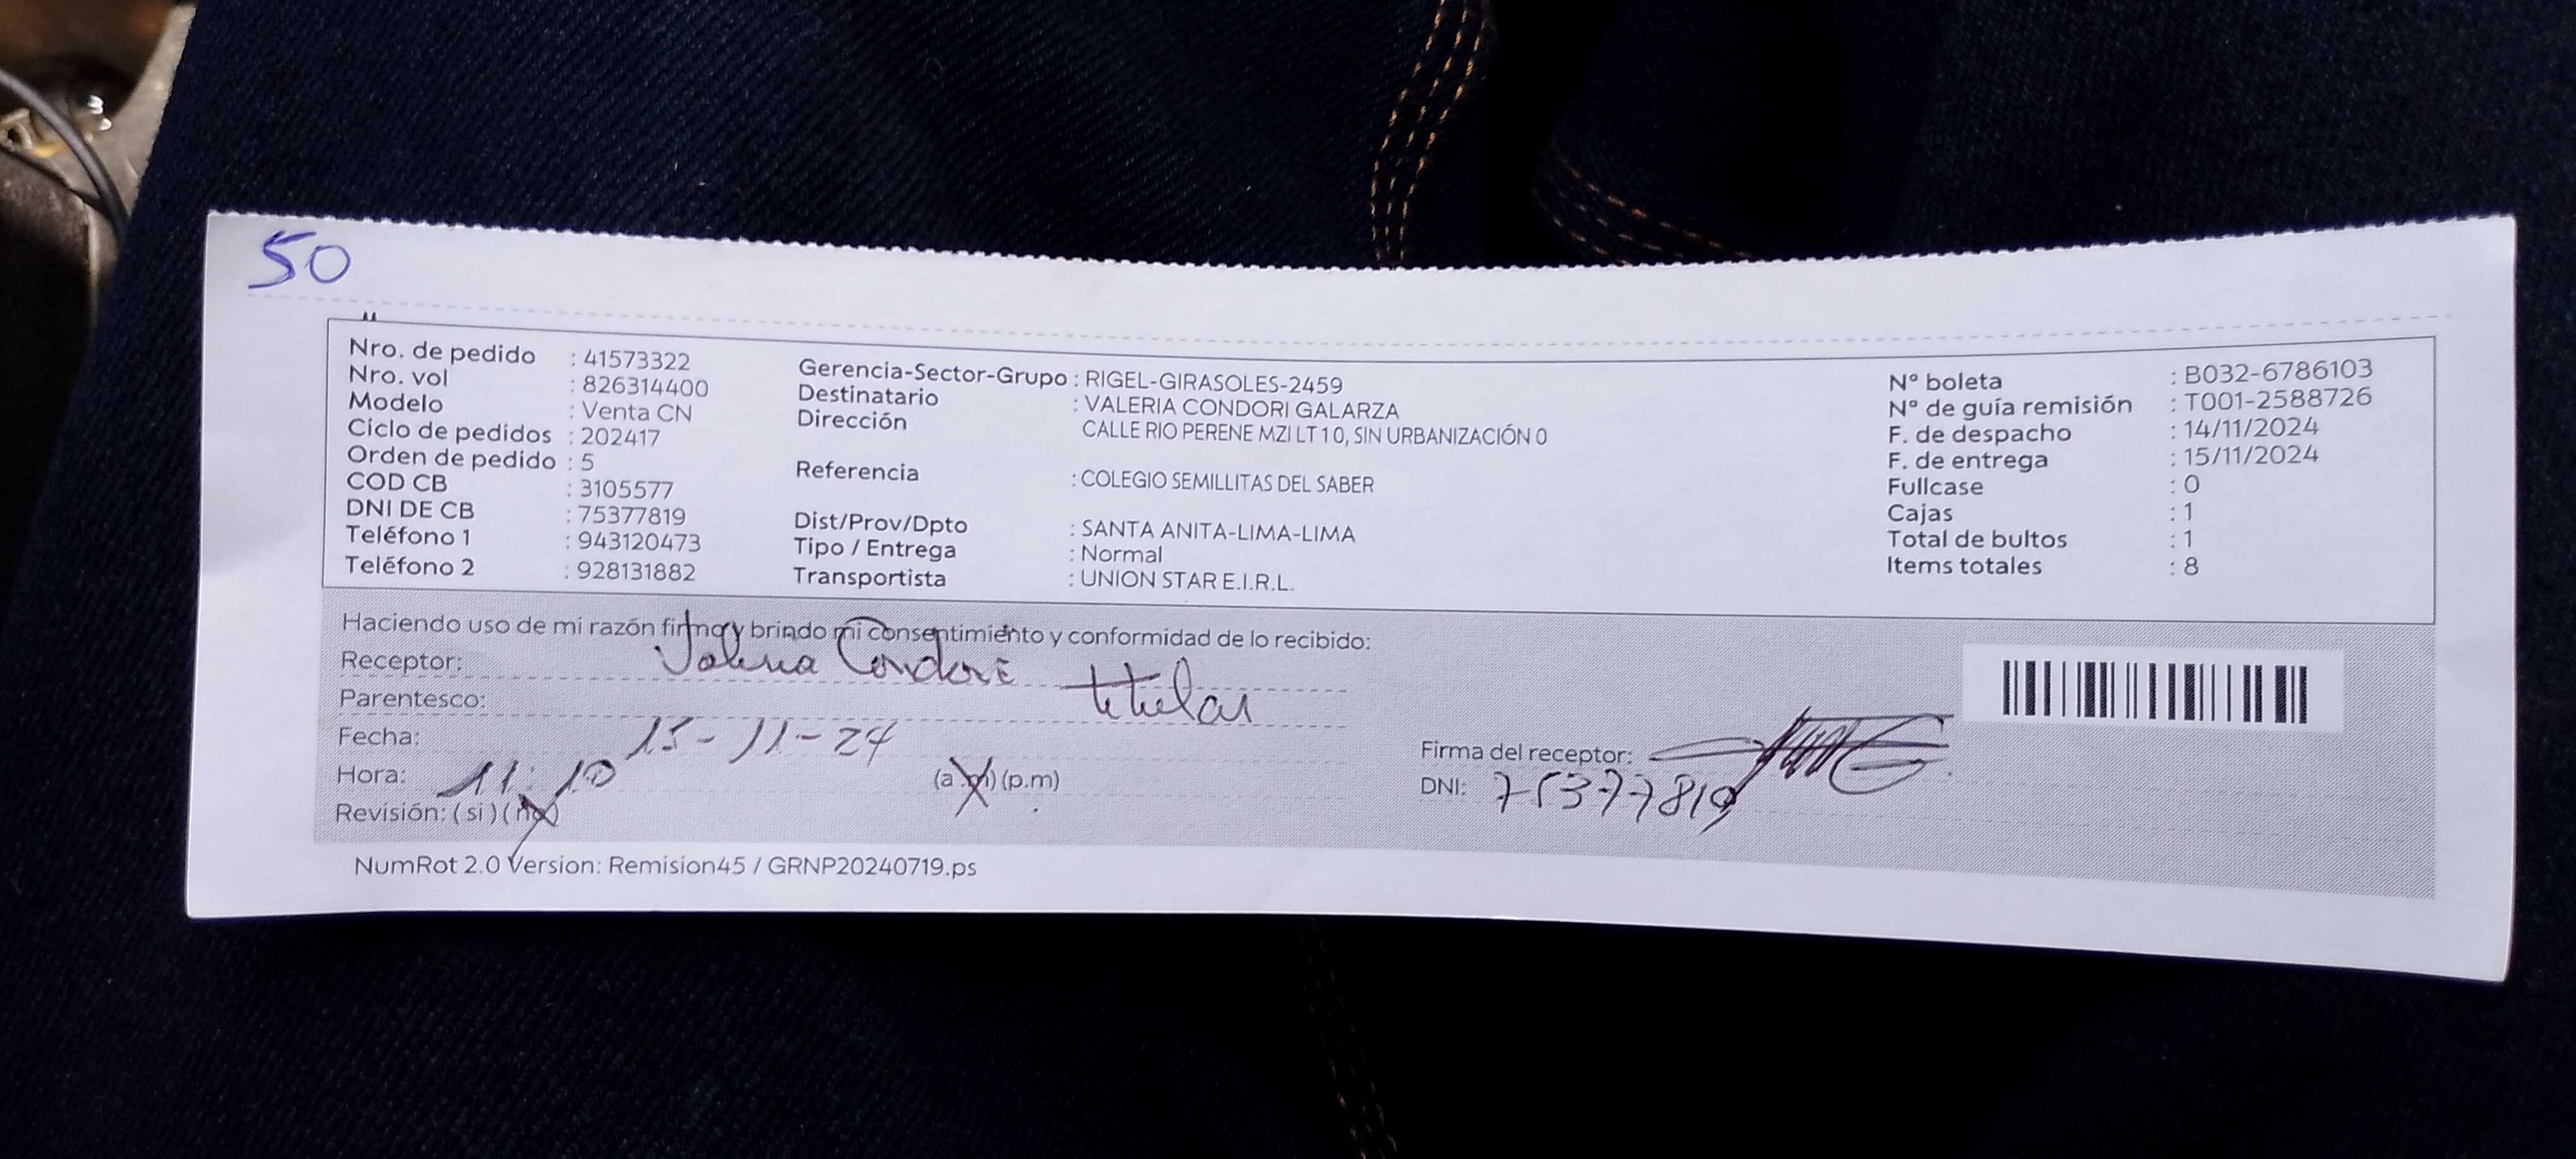 50
Nro. de pedido : 41573322
Nro. vol : 826314400
Modelo : Venta CN
Ciclo de pedidos : 202417
Orden de pedido : 5
COD CB : 3105577
DNI DE CB : 75377819
Teléfono 1 : 943120473
Teléfono 2 : 928131882
Gerencia-Sector-Grupo : RIGEL-GIRASOLES-2459
Destinatario : VALERIA CONDORI GALARZA
Dirección CALLE RIO PERENE MZI LT 10, SIN URBANIZACIÓN 0
Referencia : COLEGIO SEMILLITAS DEL SABER
Dist/Prov/Dpto : SANTA ANITA-LIMA-LIMA
Tipo / Entrega : Normal
Transportista : UNION STAR E.I.R.L.
N° boleta : B032-6786103
N° de guía remisión : T001-2588726
F. de despacho : 14/11/2024
F. de entrega : 15/11/2024
Fullcase : 0
Cajas : 1
Total de bultos : 1
Items totales : 8
Haciendo uso de mi razón firmo y brindo mi consentimiento y conformidad de lo recibido:
Receptor: Valeria Condori
Parentesco: titular
Fecha: 15-11-24
Hora: 11:10 (a.m) (p.m)
Revisión: (si) (no)
Firma del receptor:
DNI: 75377819
NumRot 2.0 Version: Remision45 / GRNP20240719.ps